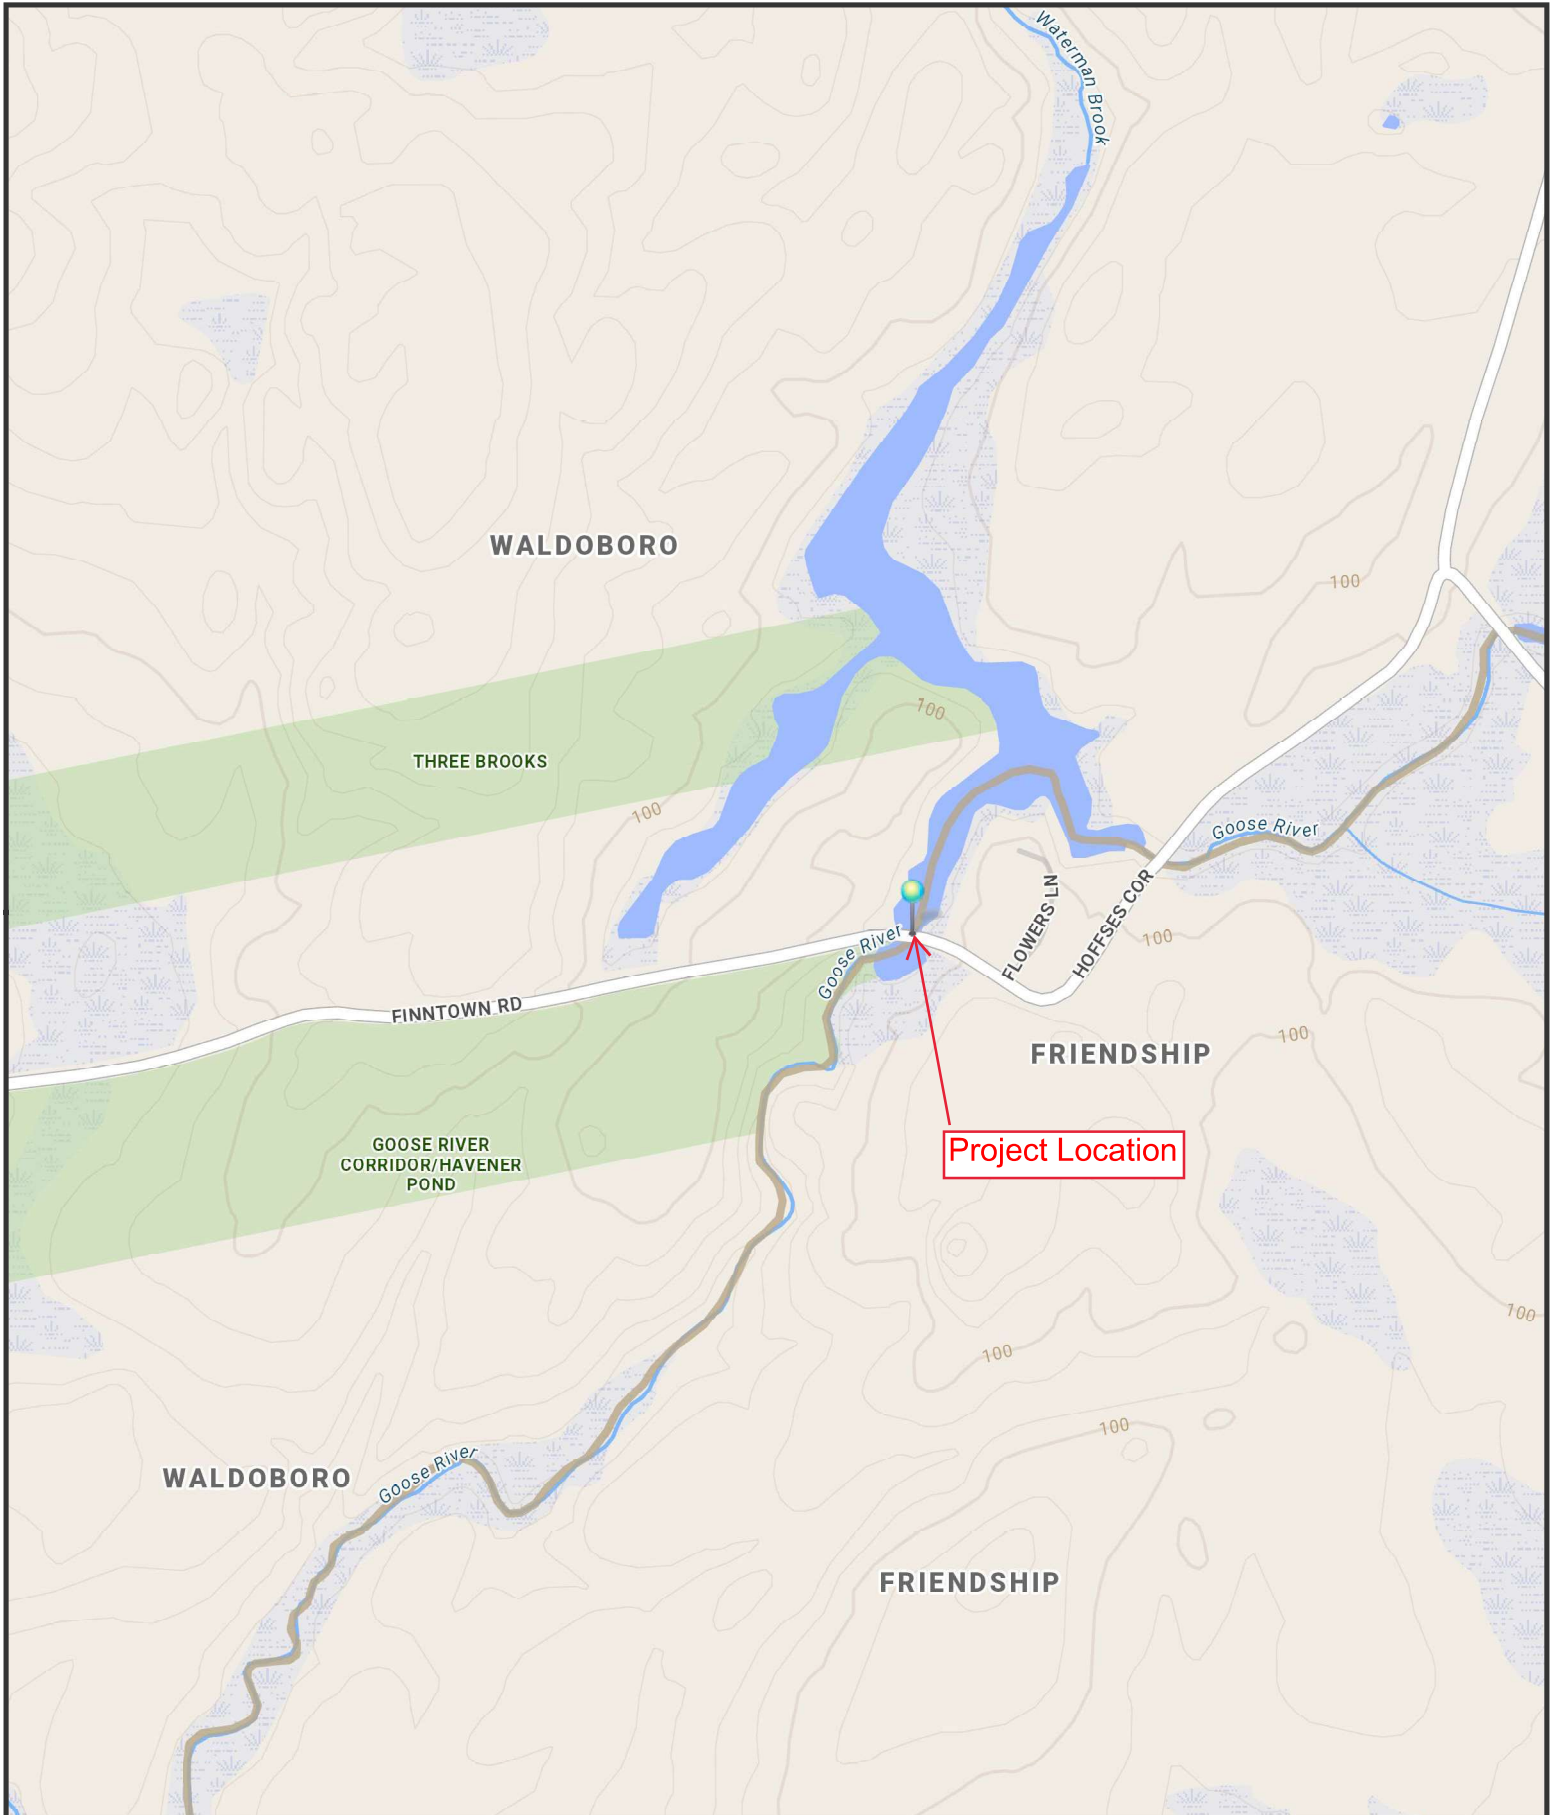 Waterman Brook
WALDOBORO
100
100
THREE BROOKS
100
Goose River
FLOWERS LN
HOFFSES COR
Goose River
100
FINNTOWN RD
100
FRIENDSHIP
Project Location
GOOSE RIVER
CORRIDOR/HAVENER
POND
100
100
100
Goose River
WALDOBORO
FRIENDSHIP